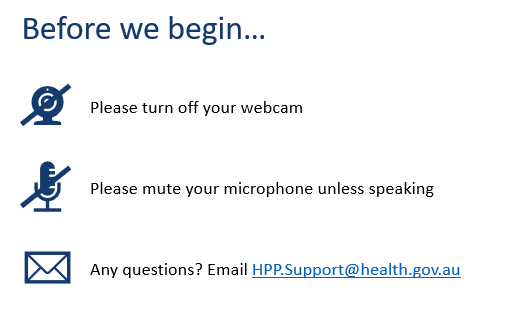 Before we begin...
Please turn off your webcam
Please mute your microphone unless speaking
Any questions? Email HPP.Support@health.gov.au